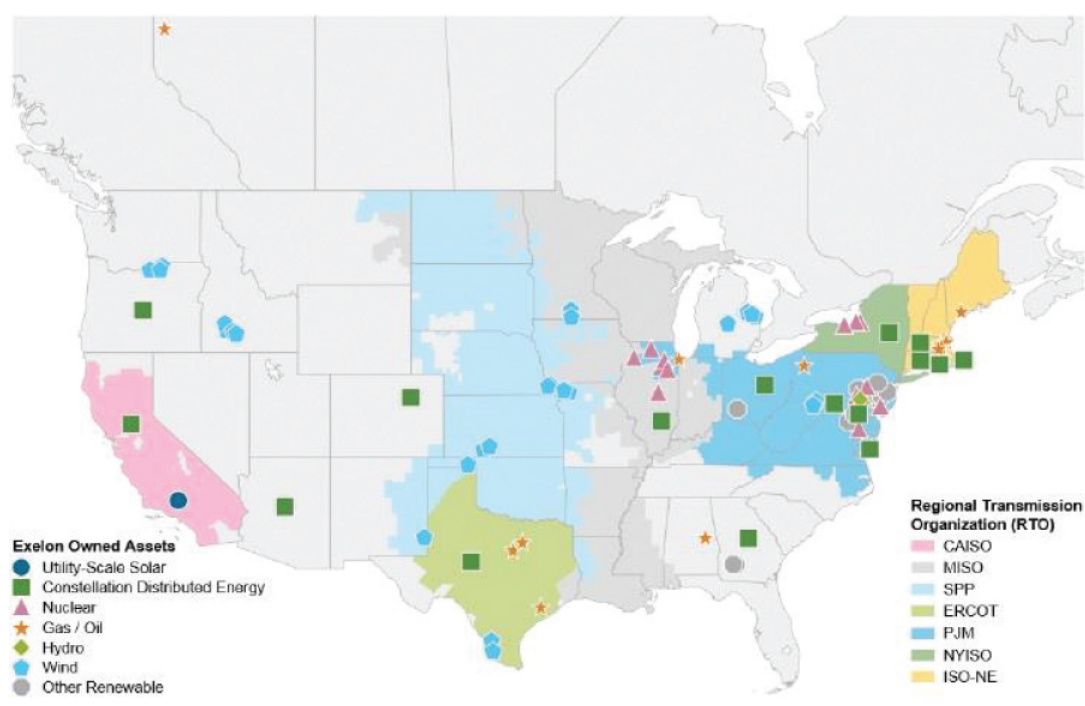 Exelon Owned Assets
Utility-Scale Solar
Constellation Distributed Energy
Nuclear
Gas / Oil
Hydro
Wind
Other Renewable
Regional Transmission
Organization (RTO)
CAISO
MISO
SPP
ERCOT
PJM
NYISO
ISO-NE